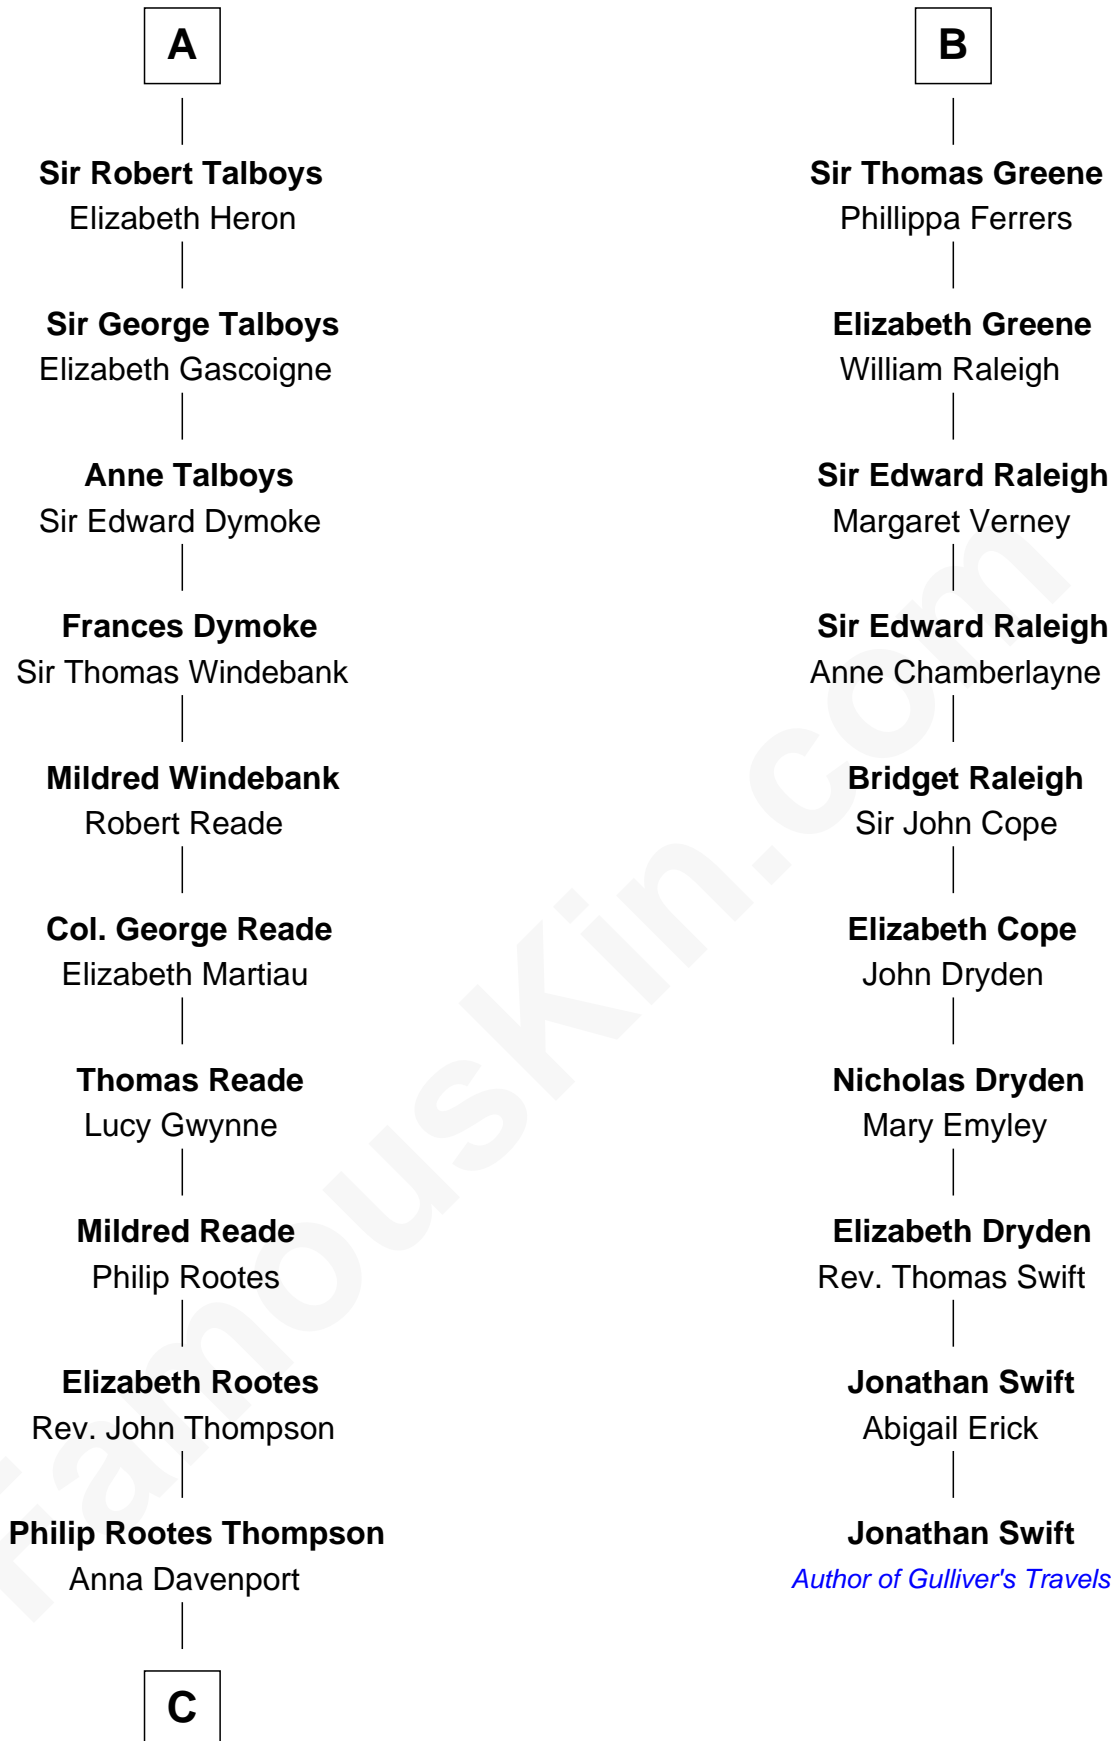 A
Sir Robert Talboys
Elizabeth Heron
Sir George Talboys
Elizabeth Gascoigne
Anne Talboys
Sir Edward Dymoke
Frances Dymoke
Sir Thomas Windebank
Mildred Windebank
Robert Reade
Col. George Reade
Elizabeth Martiau
Thomas Reade
Lucy Gwynne
Mildred Reade
Philip Rootes
Elizabeth Rootes
Rev. John Thompson
Philip Rootes Thompson
Anna Davenport
C
B
Sir Thomas Greene
Phillippa Ferrers
Elizabeth Greene
William Raleigh
Sir Edward Raleigh
Margaret Verney
Sir Edward Raleigh
Anne Chamberlayne
Bridget Raleigh
Sir John Cope
Elizabeth Cope
John Dryden
Nicholas Dryden
Mary Emyley
Elizabeth Dryden
Rev. Thomas Swift
Jonathan Swift
Abigail Erick
Jonathan Swift
Author of Gulliver's Travels
FamousKin.com